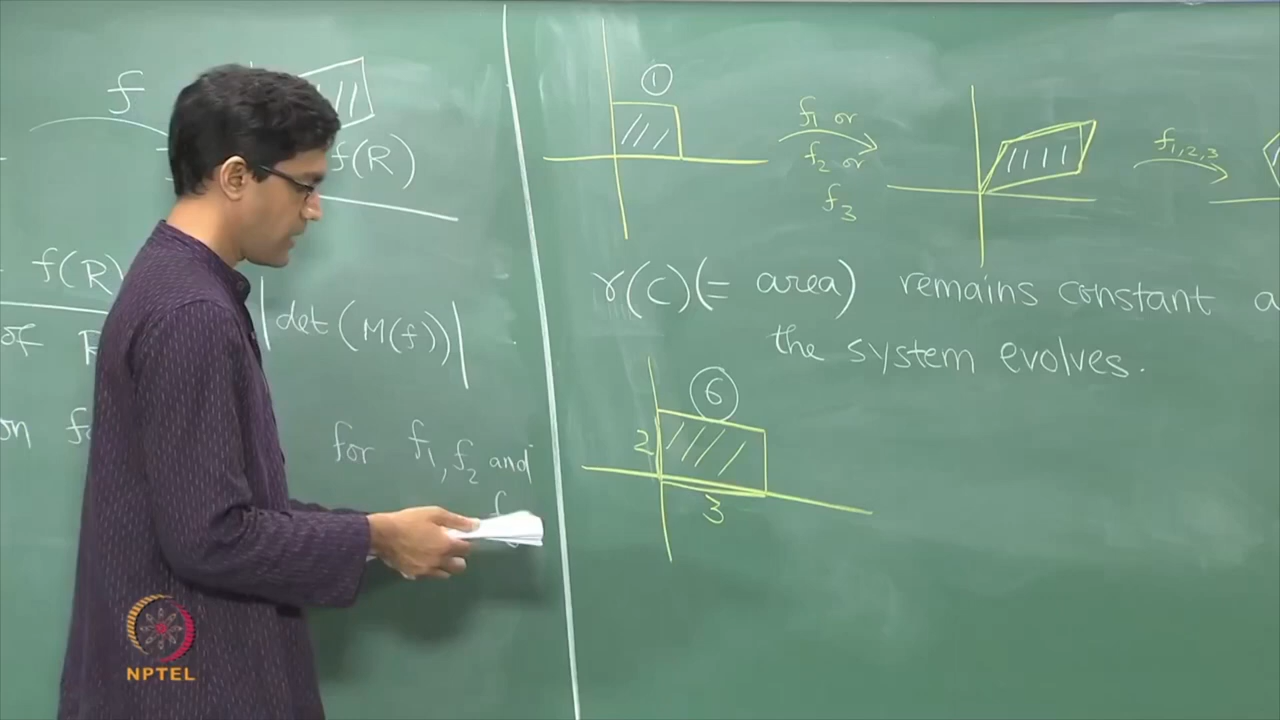 f
f(R)
f(R)
of R |det(M(f))|
for f₁, f₂ and
f
①
f₁ or
f₂ or
f₃
f₁,₂,₃
r(C)(= area) remains constant a
the system evolves.
⑥
2
3
NPTEL